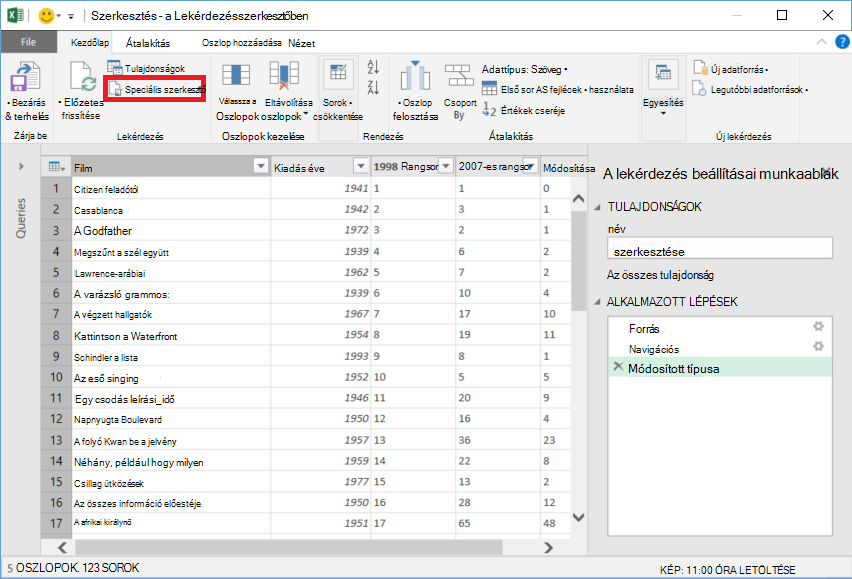 Szerkesztés - a Lekérdezésszerkesztőben
File Kezdőlap Átalakítás Oszlop hozzáadása Nézet
Bezárás & terhelés
Előzetes frissítése
Tulajdonságok
Speciális szerkesztő
Válassza a Oszlopok
Eltávolítása oszlopok
Sorok csökkentése
Oszlop felosztása
Csoport By
Adattípus: Szöveg
Első sor AS fejlécek használata
Értékek cseréje
Egyesítés
Új adatforrás
Legutóbbi adatforrások
Zárja be Lekérdezés Oszlopok kezelése Rendezés Átalakítás Új lekérdezés
Queries
Film Kiadás éve 1998 Rangsor 2007-es rangsor Módosítása
1 Citizen feladótól 1941 1 1 0
2 Casablanca 1942 2 3 1
3 A Godfather 1972 3 2 1
4 Megszűnt a szél együtt 1939 4 6 2
5 Lawrence-arábiai 1962 5 7 2
6 A varázsló grammos: 1939 6 10 4
7 A végzett hallgatók 1967 7 17 10
8 Kattintson a Waterfront 1954 8 19 11
9 Schindler a lista 1993 9 8 1
10 Az eső singing 1952 10 5 5
11 Egy csodás leírási_idő 1946 11 20 9
12 Napnyugta Boulevard 1950 12 16 4
13 A folyó Kwan be a jelvény 1957 13 36 23
14 Néhány, például hogy milyen 1959 14 22 8
15 Csillag ütközések 1977 15 13 2
16 Az összes információ előestéje 1950 16 28 12
17 A afrikai királynő 1951 17 65 48
A lekérdezés beállításai munkaablak
TULAJDONSÁGOK
név
szerkesztése
Az összes tulajdonság
ALKALMAZOTT LÉPÉSEK
Forrás
Navigációs
Módosított típusa
5 OSZLOPOK. 123 SOROK
KÉP: 11:00 ÓRA LETÖLTÉSE